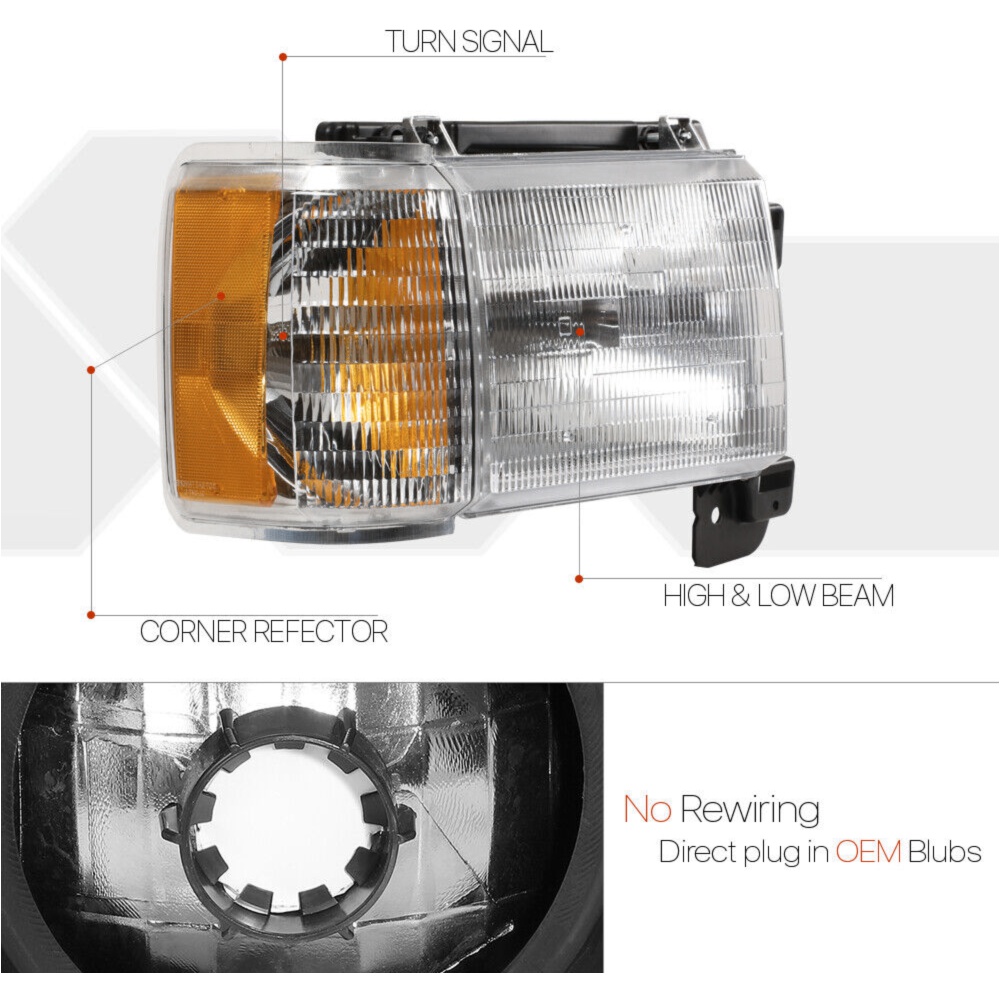 TURN SIGNAL
HIGH & LOW BEAM
CORNER REFECTOR
No Rewiring
Direct plug in OEM Blubs